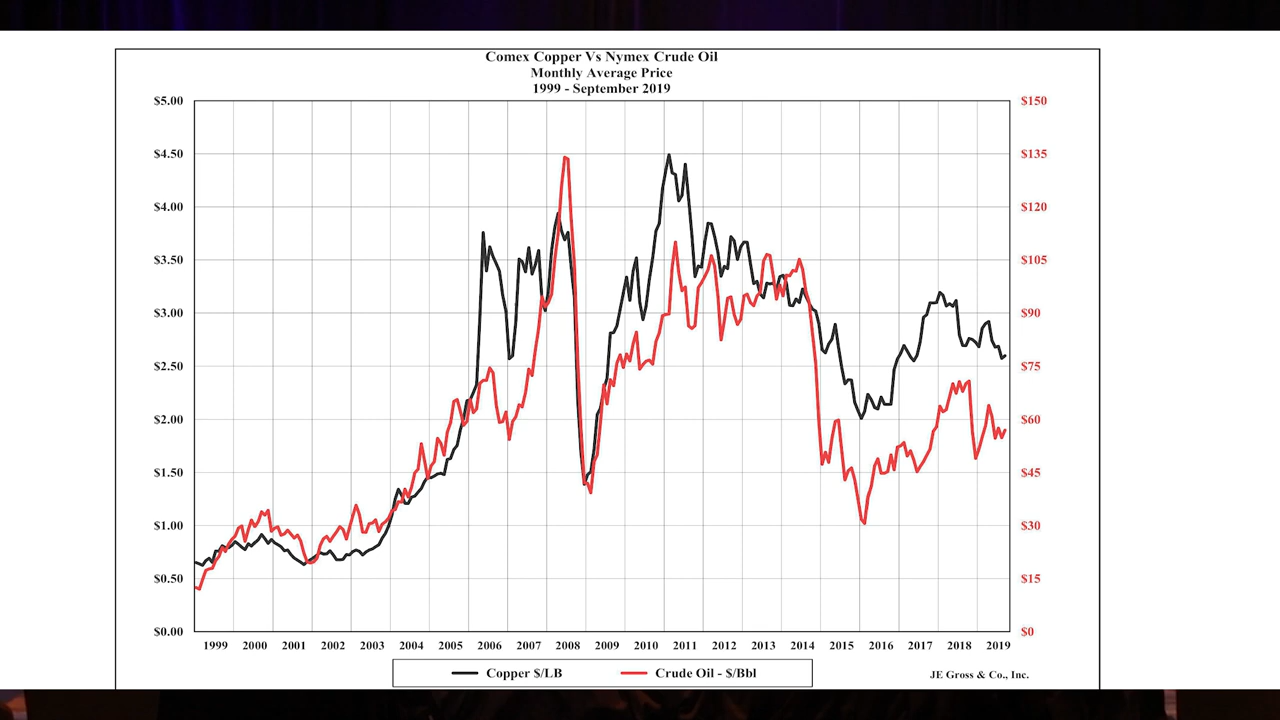 Comex Copper Vs Nymex Crude Oil
Monthly Average Price
1999 - September 2019
$5.00 $150
$4.50 $135
$4.00 $120
$3.50 $105
$3.00 $90
$2.50 $75
$2.00 $60
$1.50 $45
$1.00 $30
$0.50 $15
$0.00 $0
1999 2000 2001 2002 2003 2004 2005 2006 2007 2008 2009 2010 2011 2012 2013 2014 2015 2016 2017 2018 2019
Copper $/LB Crude Oil - $/Bbl
JE Gross & Co., Inc.